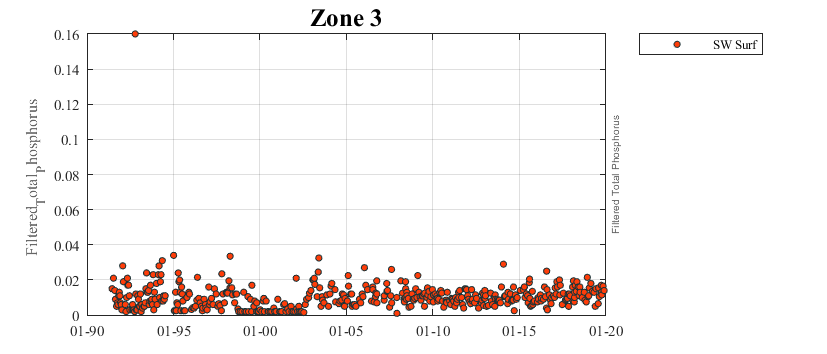 Zone 3
SW Surf
0.16
0.14
0.12
0.1
0.08
0.06
0.04
0.02
0
Filtered_Total_Phosphorus
Filtered Total Phosphorus
01-90 01-95 01-00 01-05 01-10 01-15 01-20